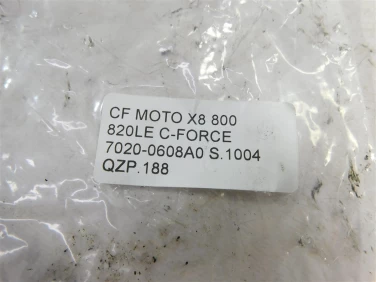 CF MOTO X8 800
820LE C-FORCE
7020-0608A0 S.1004
QZP.188